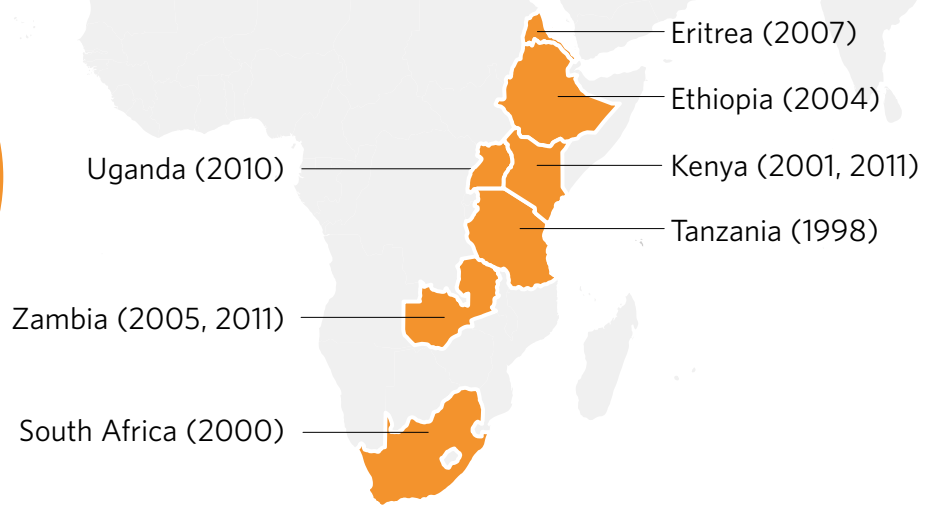 Eritrea (2007)
Ethiopia (2004)
Uganda (2010)
Kenya (2001, 2011)
Tanzania (1998)
Zambia (2005, 2011)
South Africa (2000)